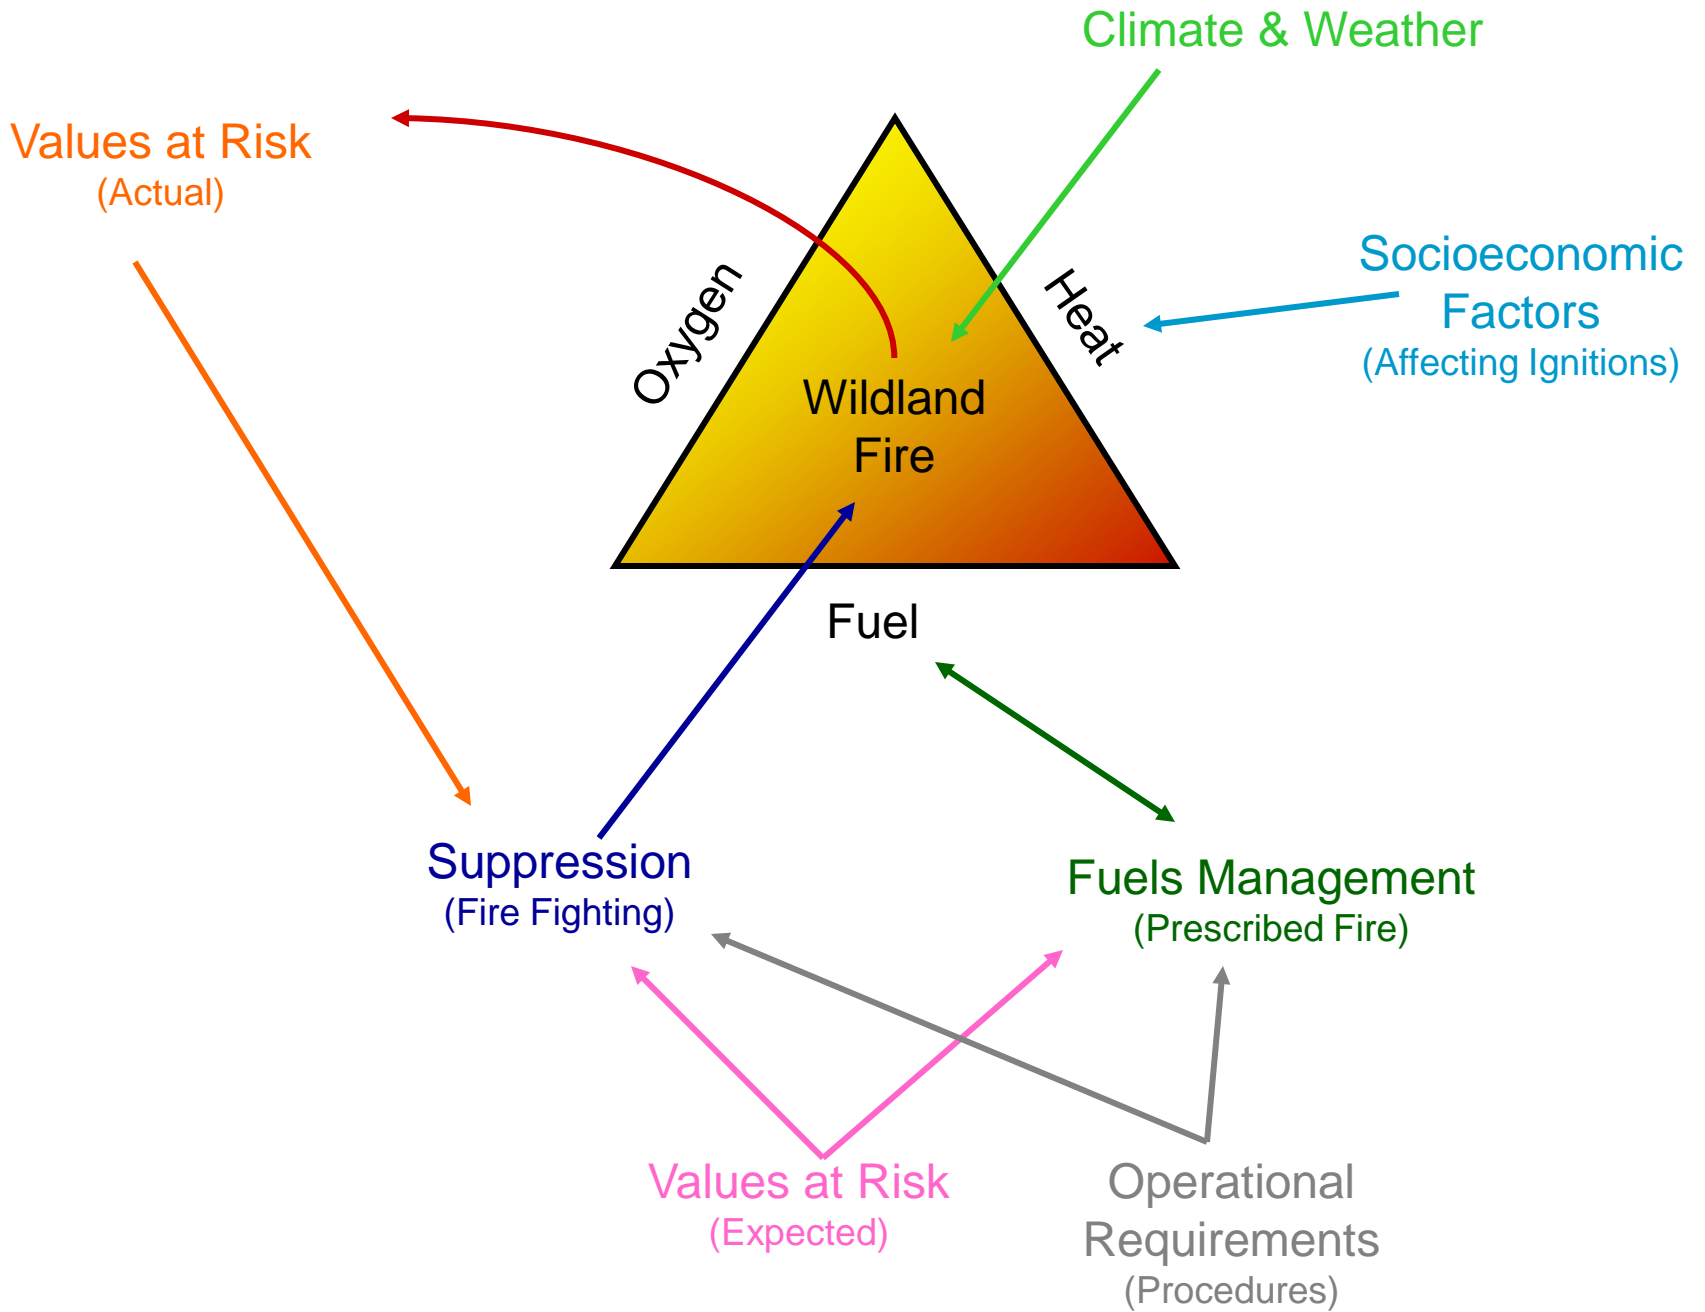 Climate & Weather
Values at Risk
(Actual)
Socioeconomic
Factors
(Affecting Ignitions)
Oxygen
Heat
Wildland
Fire
Fuel
Suppression
(Fire Fighting)
Fuels Management
(Prescribed Fire)
Values at Risk
(Expected)
Operational
Requirements
(Procedures)